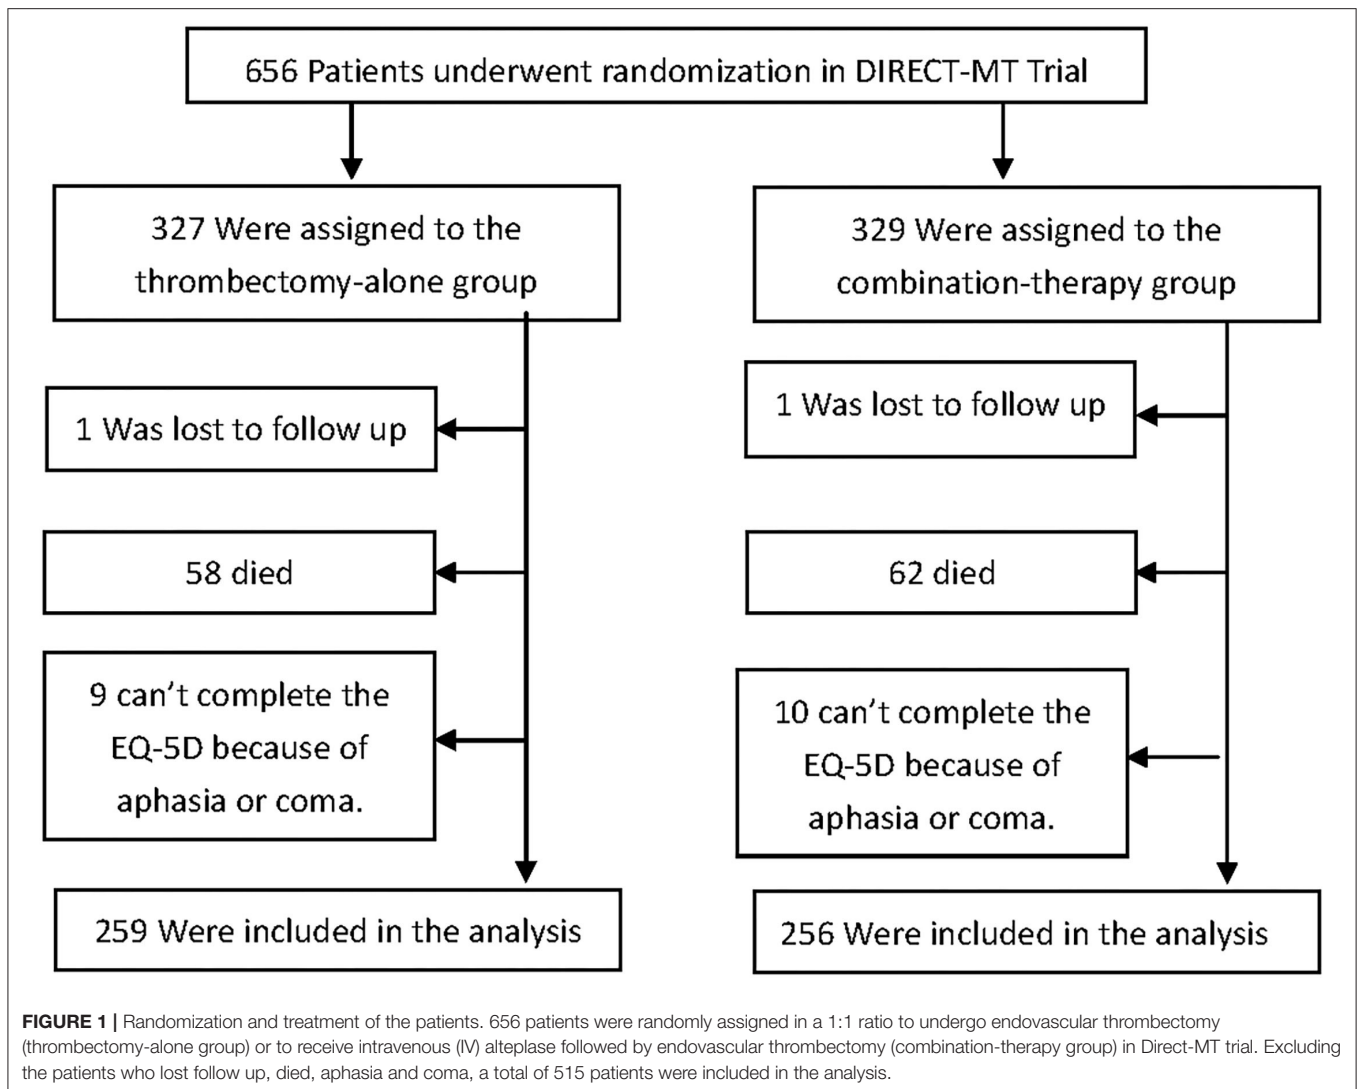 656 Patients underwent randomization in DIRECT-MT Trial
327 Were assigned to the
thrombectomy-alone group
329 Were assigned to the
combination-therapy group
1 Was lost to follow up
1 Was lost to follow up
58 died
62 died
9 can't complete the
EQ-5D because of
aphasia or coma.
10 can't complete the
EQ-5D because of
aphasia or coma.
259 Were included in the analysis
256 Were included in the analysis
FIGURE 1 | Randomization and treatment of the patients. 656 patients were randomly assigned in a 1:1 ratio to undergo endovascular thrombectomy
(thrombectomy-alone group) or to receive intravenous (IV) alteplase followed by endovascular thrombectomy (combination-therapy group) in Direct-MT trial. Excluding
the patients who lost follow up, died, aphasia and coma, a total of 515 patients were included in the analysis.